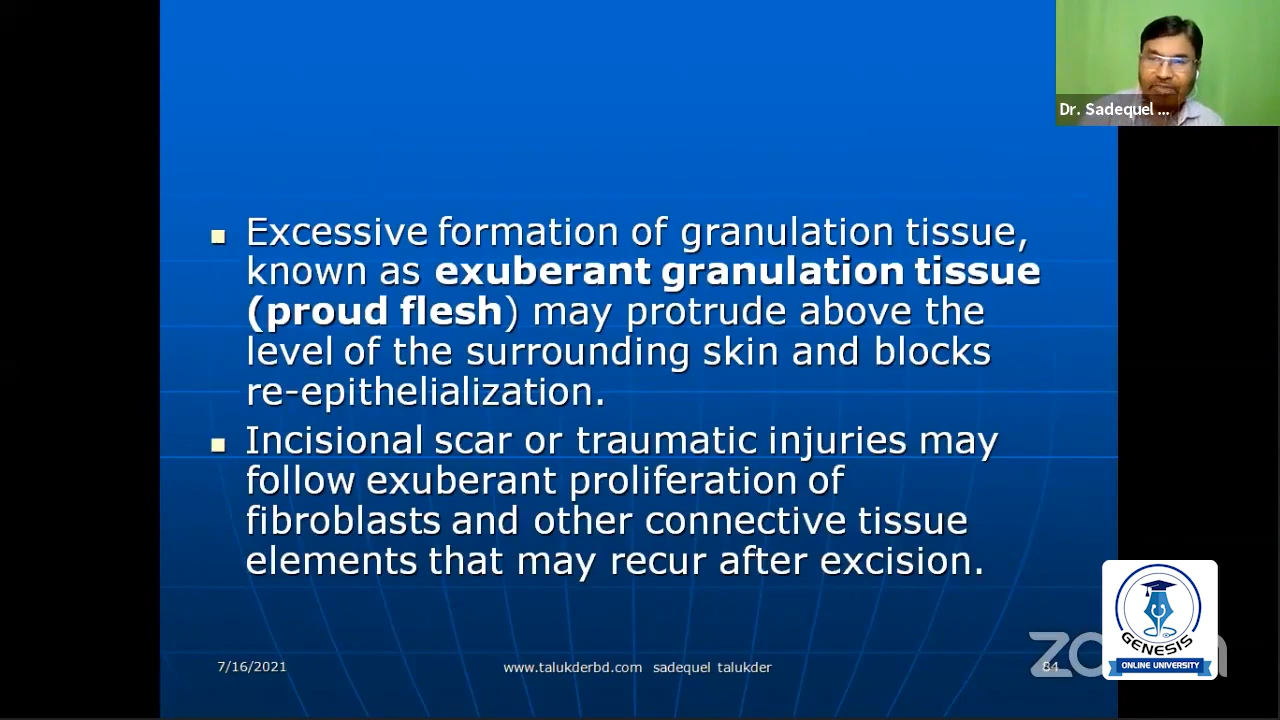 Dr. Sadequel ...
Excessive formation of granulation tissue,
known as exuberant granulation tissue
(proud flesh) may protrude above the
level of the surrounding skin and blocks
re-epithelialization.
Incisional scar or traumatic injuries may
follow exuberant proliferation of
fibroblasts and other connective tissue
elements that may recur after excision.
7/16/2021
www.talukderbd.com sadequel talukder
84
GENESIS
ONLINE UNIVERSITY